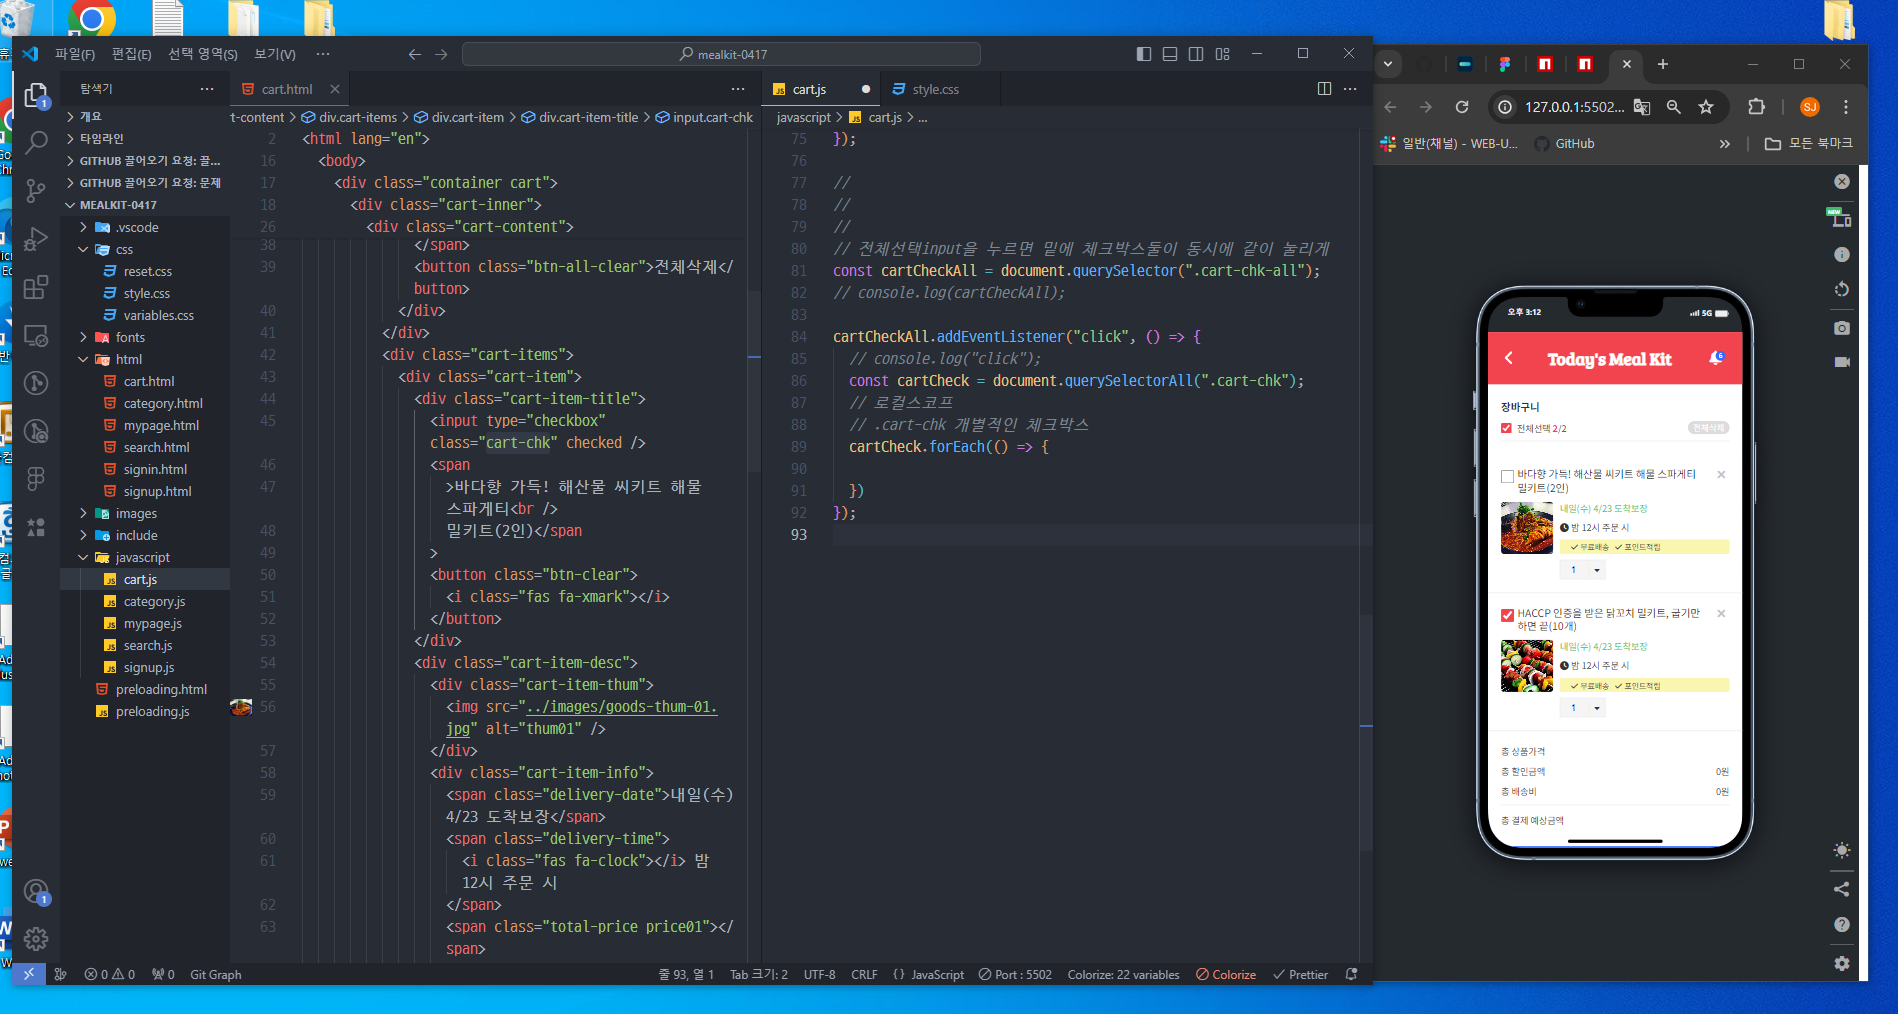 파일(F) 편집(E) 선택 영역(S) 보기(V) ··· mealkit-0417
탐색기 ···
개요
타임라인
GITHUB 끌어오기 요청: 끌...
GITHUB 끌어오기 요청: 문제
MEALKIT-0417
.vscode
css
reset.css
style.css
variables.css
fonts
html
cart.html
category.html
mypage.html
search.html
signin.html
signup.html
images
include
javascript
cart.js
category.js
mypage.js
search.js
signup.js
preloading.html
preloading.js
cart.html
t-content > div.cart-items > div.cart-item > div.cart-item-title > input.cart-chk
2 <html lang="en">
16 <body>
17 <div class="container cart">
18 <div class="cart-inner">
26 <div class="cart-content">
38 </span>
39 <button class="btn-all-clear">전체삭제</
button>
40 </div>
41 </div>
42 <div class="cart-items">
43 <div class="cart-item">
44 <div class="cart-item-title">
45 <input type="checkbox"
class="cart-chk" checked />
46 <span
47 >바다향 가득! 해산물 씨키트 해물
스파게티<br />
48 밀키트(2인)</span
49 >
50 <button class="btn-clear">
51 <i class="fas fa-xmark"></i>
52 </button>
53 </div>
54 <div class="cart-item-desc">
55 <div class="cart-item-thum">
56 <img src="../images/goods-thum-01.
jpg" alt="thum01" />
57 </div>
58 <div class="cart-item-info">
59 <span class="delivery-date">내일(수)
4/23 도착보장</span>
60 <span class="delivery-time">
61 <i class="fas fa-clock"></i> 밤
12시 주문 시
62 </span>
63 <span class="total-price price01"></
span>
cart.js style.css
javascript > cart.js > ...
75 });
76
77 //
78 //
79 //
80 // 전체선택input을 누르면 밑에 체크박스둘이 동시에 같이 눌리게
81 const cartCheckAll = document.querySelector(".cart-chk-all");
82 // console.log(cartCheckAll);
83
84 cartCheckAll.addEventListener("click", () => {
85 // console.log("click");
86 const cartCheck = document.querySelectorAll(".cart-chk");
87 // 로컬스코프
88 // .cart-chk 개별적인 체크박스
89 cartCheck.forEach(() => {
90
91 })
92 });
93
0 0 0 Git Graph 줄 93, 열 1 Tab 크기: 2 UTF-8 CRLF {} JavaScript Port : 5502 Colorize: 22 variables Colorize Prettier
127.0.0.1:5502... SJ
일반(채널) - WEB-U... GitHub » 모든 북마크
NEW
오후 3:12 5G
Today's Meal Kit 6
장바구니
전체선택 2/2 전체삭제
바다향 가득! 해산물 씨키트 해물 스파게티
밀키트(2인)
내일(수) 4/23 도착보장
밤 12시 주문 시
무료배송 포인트적립
1
HACCP 인증을 받은 닭꼬치 밀키트, 굽기만
하면 끝(10개)
내일(수) 4/23 도착보장
밤 12시 주문 시
무료배송 포인트적립
1
총 상품가격
총 할인금액 0원
총 배송비 0원
총 결제 예상금액